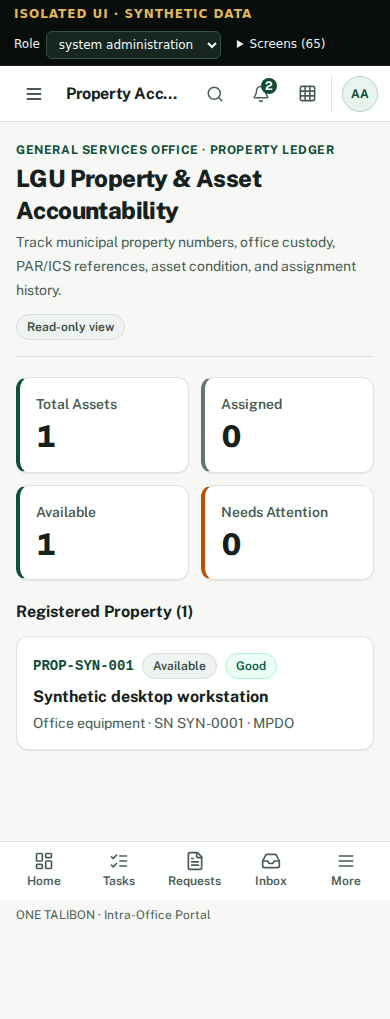 ISOLATED UI · SYNTHETIC DATA
Role system administration ▶ Screens (65)
Property Acc... 2 AA
GENERAL SERVICES OFFICE · PROPERTY LEDGER
LGU Property & Asset
Accountability
Track municipal property numbers, office custody,
PAR/ICS references, asset condition, and assignment
history.
Read-only view
Total Assets
1
Assigned
0
Available
1
Needs Attention
0
Registered Property (1)
PROP-SYN-001 Available Good
Synthetic desktop workstation
Office equipment · SN SYN-0001 · MPDO
Home Tasks Requests Inbox More
ONE TALIBON · Intra-Office Portal